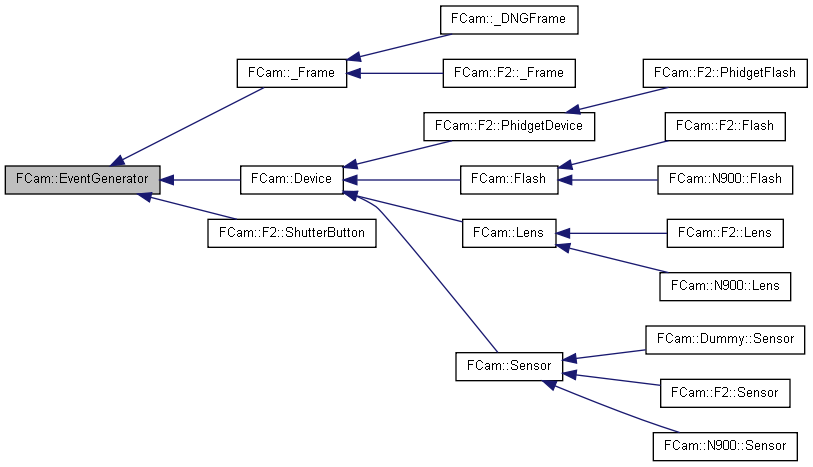 FCam::_DNGFrame
FCam::_Frame
FCam::F2::_Frame
FCam::F2::PhidgetFlash
FCam::F2::PhidgetDevice
FCam::F2::Flash
FCam::EventGenerator
FCam::Device
FCam::Flash
FCam::N900::Flash
FCam::F2::ShutterButton
FCam::Lens
FCam::F2::Lens
FCam::N900::Lens
FCam::Dummy::Sensor
FCam::Sensor
FCam::F2::Sensor
FCam::N900::Sensor